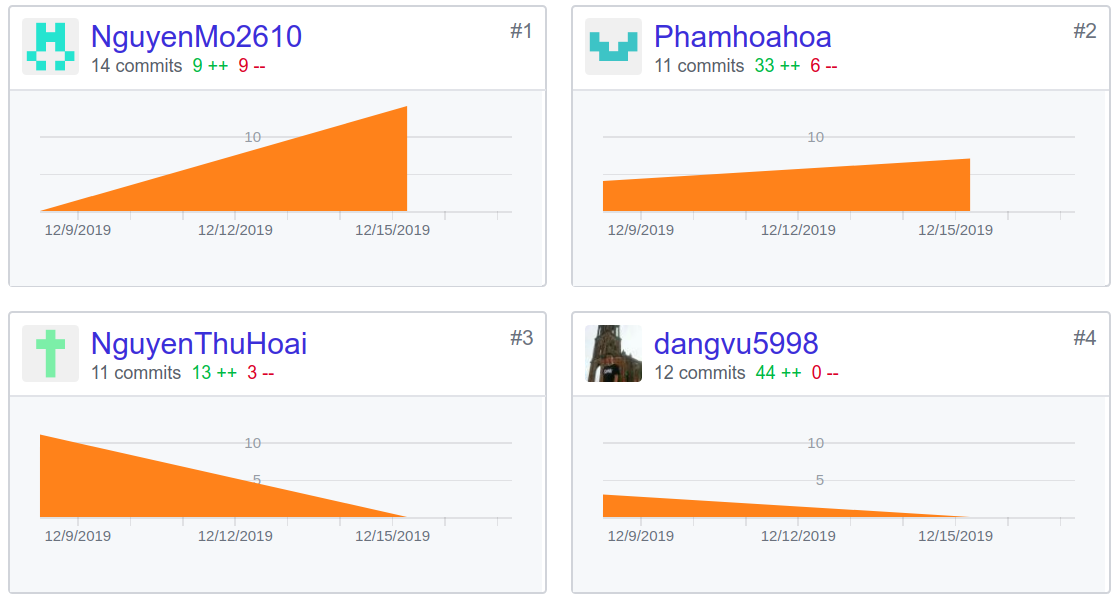 NguyenMo2610
#1
14 commits 9 ++ 9 --
10
12/9/2019 12/12/2019 12/15/2019
Phamhoahoa
#2
11 commits 33 ++ 6 --
10
12/9/2019 12/12/2019 12/15/2019
NguyenThuHoai
#3
11 commits 13 ++ 3 --
10
5
12/9/2019 12/12/2019 12/15/2019
dangvu5998
#4
12 commits 44 ++ 0 --
10
5
12/9/2019 12/12/2019 12/15/2019